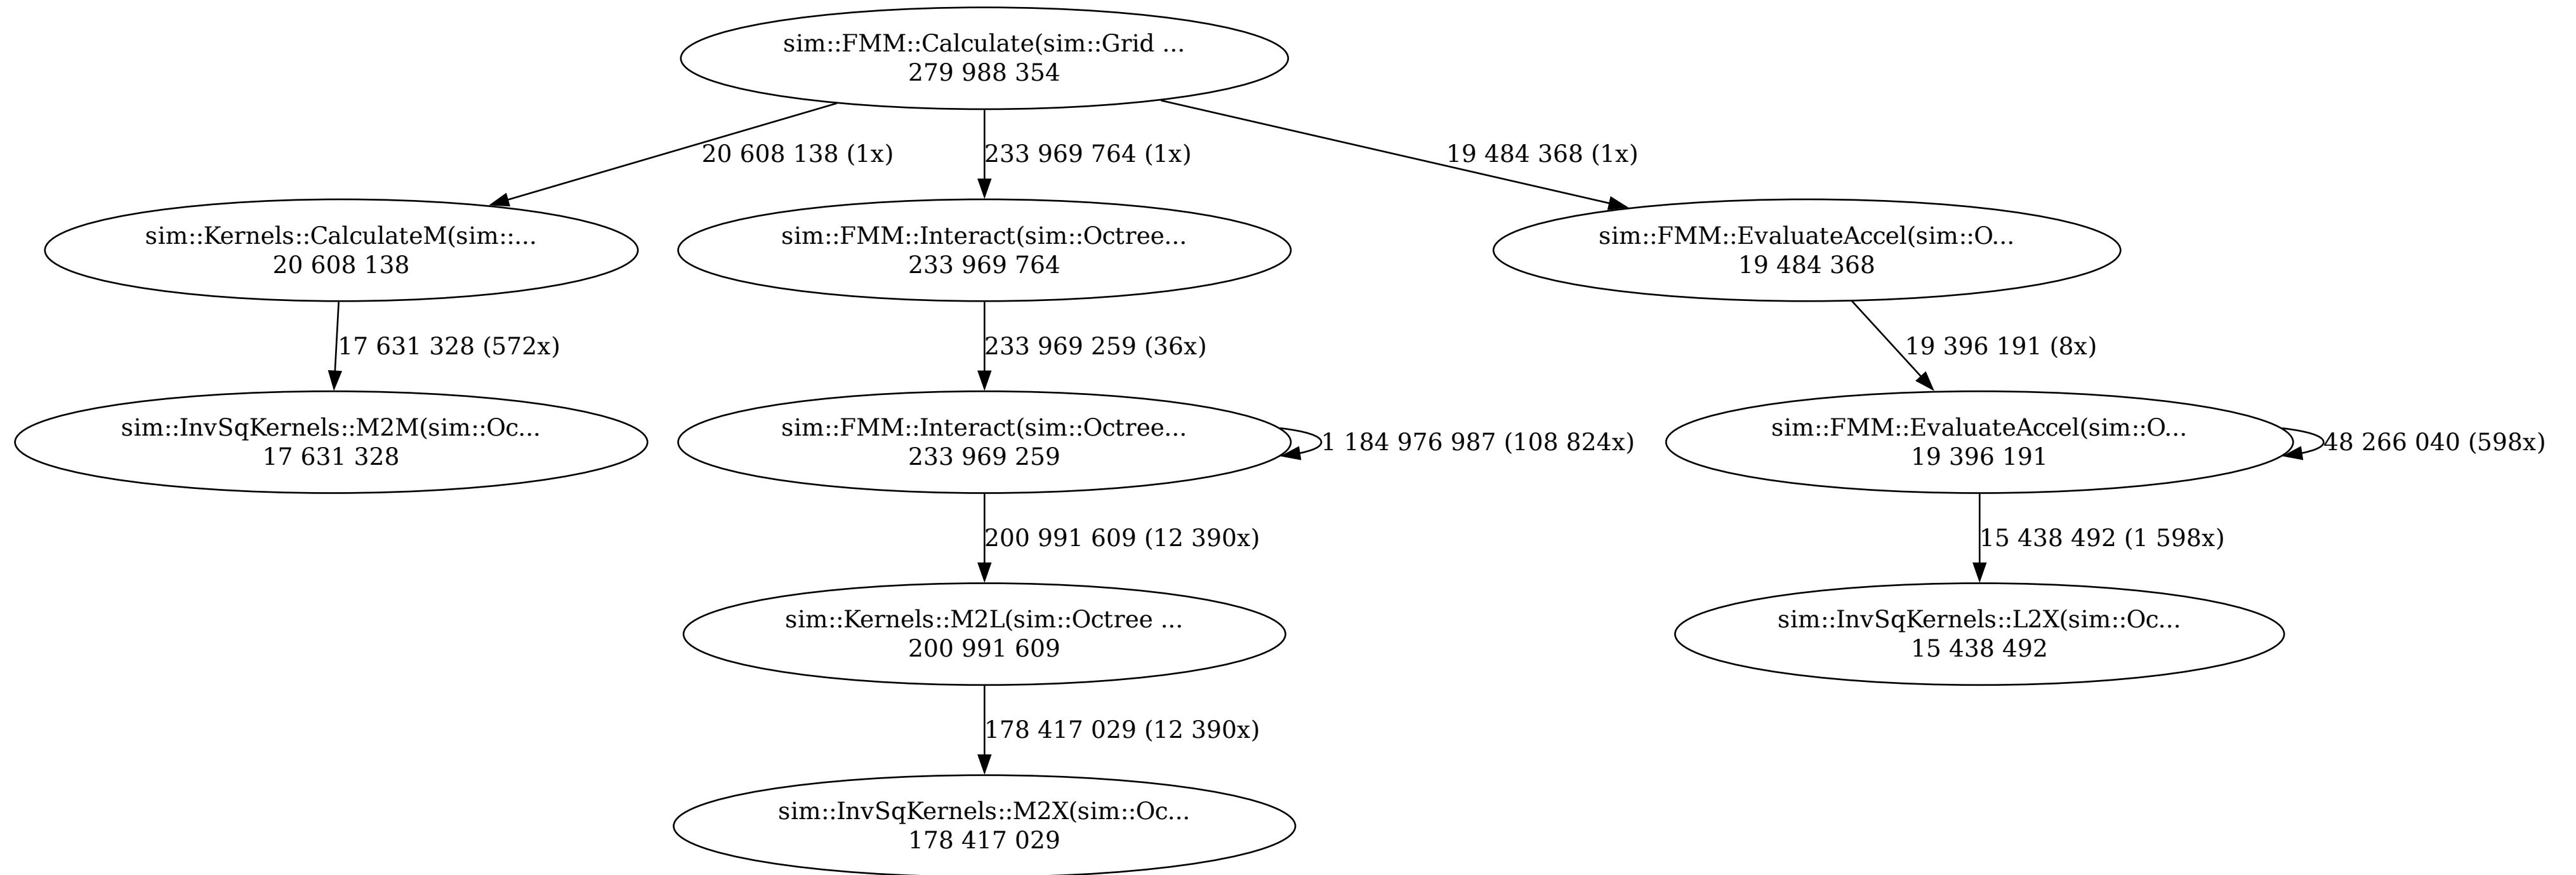 sim::FMM::Calculate(sim::Grid ...
279 988 354
20 608 138 (1x)
233 969 764 (1x)
19 484 368 (1x)
sim::Kernels::CalculateM(sim::...
20 608 138
sim::FMM::Interact(sim::Octree...
233 969 764
sim::FMM::EvaluateAccel(sim::O...
19 484 368
17 631 328 (572x)
233 969 259 (36x)
19 396 191 (8x)
sim::InvSqKernels::M2M(sim::Oc...
17 631 328
sim::FMM::Interact(sim::Octree...
233 969 259
1 184 976 987 (108 824x)
sim::FMM::EvaluateAccel(sim::O...
19 396 191
48 266 040 (598x)
200 991 609 (12 390x)
15 438 492 (1 598x)
sim::Kernels::M2L(sim::Octree ...
200 991 609
sim::InvSqKernels::L2X(sim::Oc...
15 438 492
178 417 029 (12 390x)
sim::InvSqKernels::M2X(sim::Oc...
178 417 029